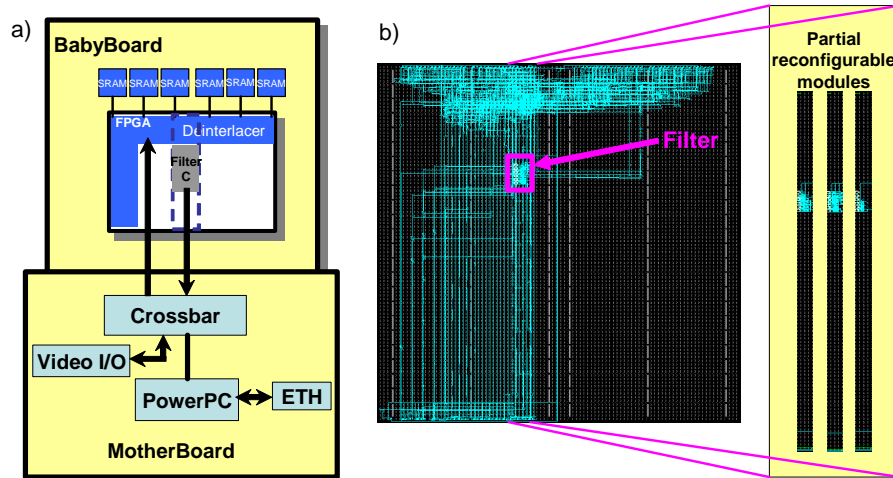 a)
BabyBoard
SRAM SRAM SRAM SRAM SRAM SRAM
FPGA
Deinterlacer
Filter
C
Crossbar
Video I/O
PowerPC
ETH
MotherBoard
b)
Filter
Partial
reconfigurable
modules